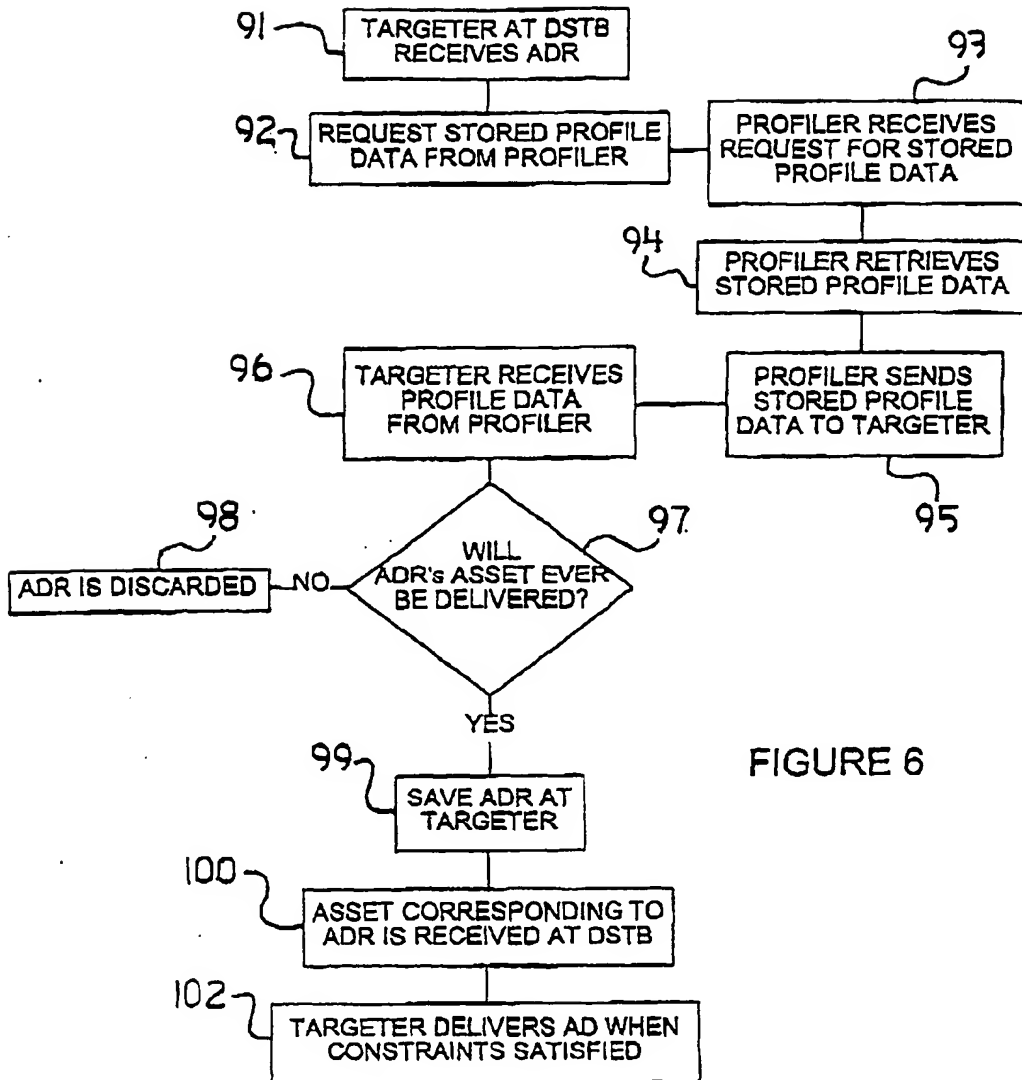 91
TARGETER AT DSTB
RECEIVES ADR
92
REQUEST STORED PROFILE
DATA FROM PROFILER
93
PROFILER RECEIVES
REQUEST FOR STORED
PROFILE DATA
94
PROFILER RETRIEVES
STORED PROFILE DATA
PROFILER SENDS
STORED PROFILE
DATA TO TARGETER
95
96
TARGETER RECEIVES
PROFILE DATA
FROM PROFILER
97
WILL
ADR's ASSET EVER
BE DELIVERED?
98
ADR IS DISCARDED
NO
YES
99
SAVE ADR AT
TARGETER
FIGURE 6
100
ASSET CORRESPONDING TO
ADR IS RECEIVED AT DSTB
102
TARGETER DELIVERS AD WHEN
CONSTRAINTS SATISFIED